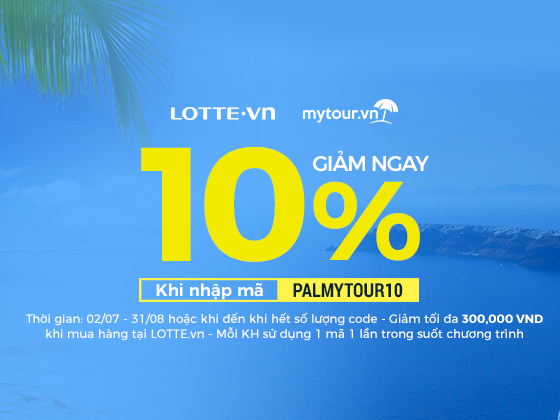 LOTTE.vn mytour.vn
GIẢM NGAY
10%
Khi nhập mã PALMYTOUR10
Thời gian: 02/07 - 31/08 hoặc khi đến khi hết số lượng code - Giảm tối đa 300,000 VND
khi mua hàng tại LOTTE.vn - Mỗi KH sử dụng 1 mã 1 lần trong suốt chương trình